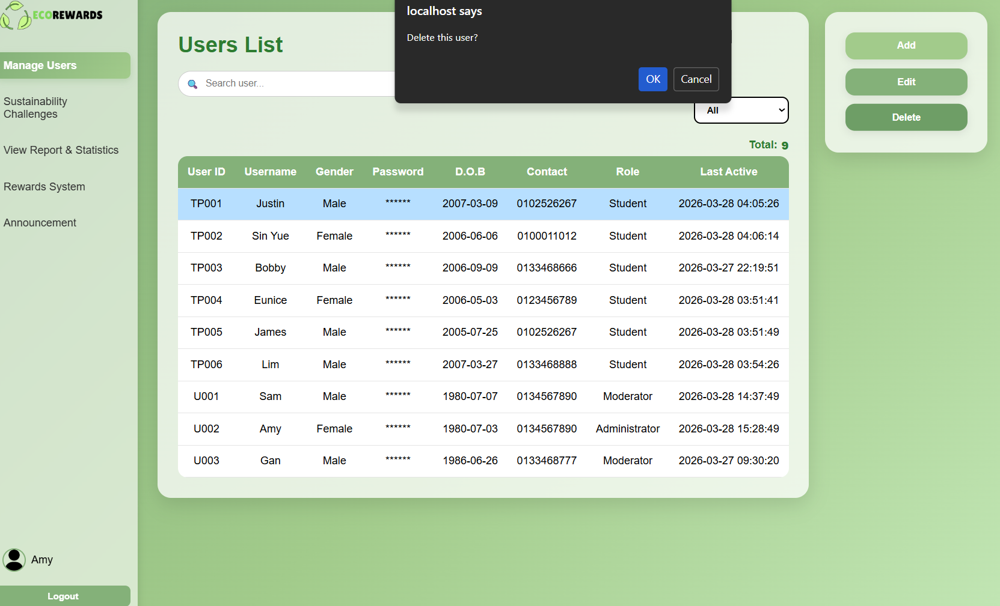 ECOREWARDS
Manage Users
Sustainability
Challenges
View Report & Statistics
Rewards System
Announcement
Amy
Logout
Users List
Search user...
localhost says
Delete this user?
OK Cancel
All
Total: 9
User ID Username Gender Password D.O.B Contact Role Last Active
TP001 Justin Male ****** 2007-03-09 0102526267 Student 2026-03-28 04:05:26
TP002 Sin Yue Female ****** 2006-06-06 0100011012 Student 2026-03-28 04:06:14
TP003 Bobby Male ****** 2006-09-09 0133468666 Student 2026-03-27 22:19:51
TP004 Eunice Female ****** 2006-05-03 0123456789 Student 2026-03-28 03:51:41
TP005 James Male ****** 2005-07-25 0102526267 Student 2026-03-28 03:51:49
TP006 Lim Male ****** 2007-03-27 0133468888 Student 2026-03-28 03:54:26
U001 Sam Male ****** 1980-07-07 0134567890 Moderator 2026-03-28 14:37:49
U002 Amy Female ****** 1980-07-03 0134567890 Administrator 2026-03-28 15:28:49
U003 Gan Male ****** 1986-06-26 0133468777 Moderator 2026-03-27 09:30:20
Add
Edit
Delete